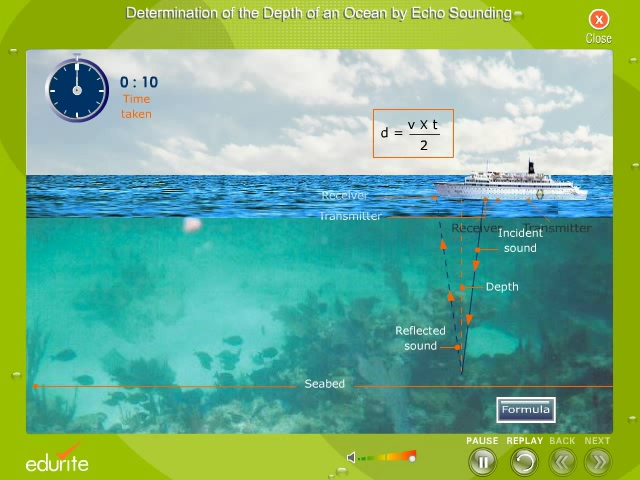 Determination of the Depth of an Ocean by Echo Sounding
X
Close
0 : 10
Time
taken
d = v X t
2
Receiver
Transmitter
Receiver
Transmitter
Incident
sound
Depth
Reflected
sound
Seabed
Formula
PAUSE REPLAY BACK NEXT
edurite